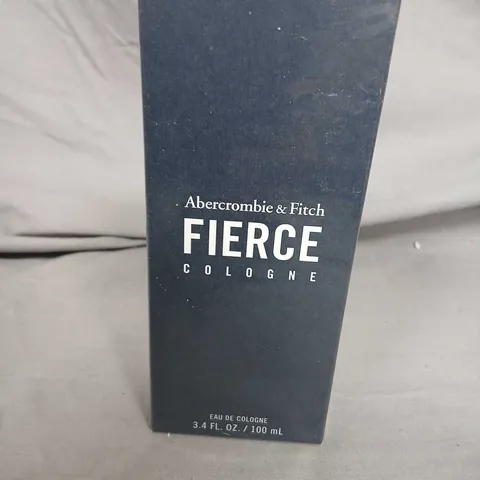 Abercrombie & Fitch
FIERCE
COLOGNE
EAU DE COLOGNE
3.4 FL. OZ. / 100 mL